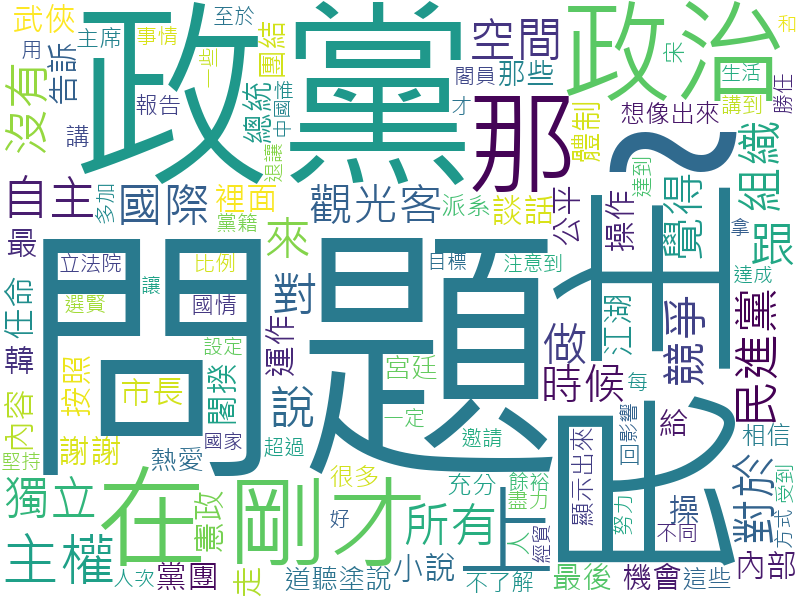 政黨
問題
政治
那
在
剛才
上
空間
那些
武俠
主席
事情
至於
一些
團結
總統
中國
惟
退讓
用
告訴
沒有
講
報告
閣員
才
宋
和
生活
講到
勝任
想像出來
體制
組織
達到
自主
國際
裡面
觀光客
談話
派系
公平
操作
覺得
跟
拿
多加
黨籍
最
立法院
讓
比例
來
目標
注意到
達成
任命
選賢
國情
對
運作
江湖
競爭
民進黨
韓
設定
宮廷
做
時候
每
按照
市長
閣揆
說
一定
給
內容
國家
邀請
相信
謝謝
熱愛
超過
堅持
很多
充分
餘裕
盡力
顯示出來
回影響
對於
受到
方式
獨立
憲政
好
所有
人
經貿
努力
操
不同
主權
人次
黨團
走
道聽塗說
小說
不了解
最後
機會
這些
內部